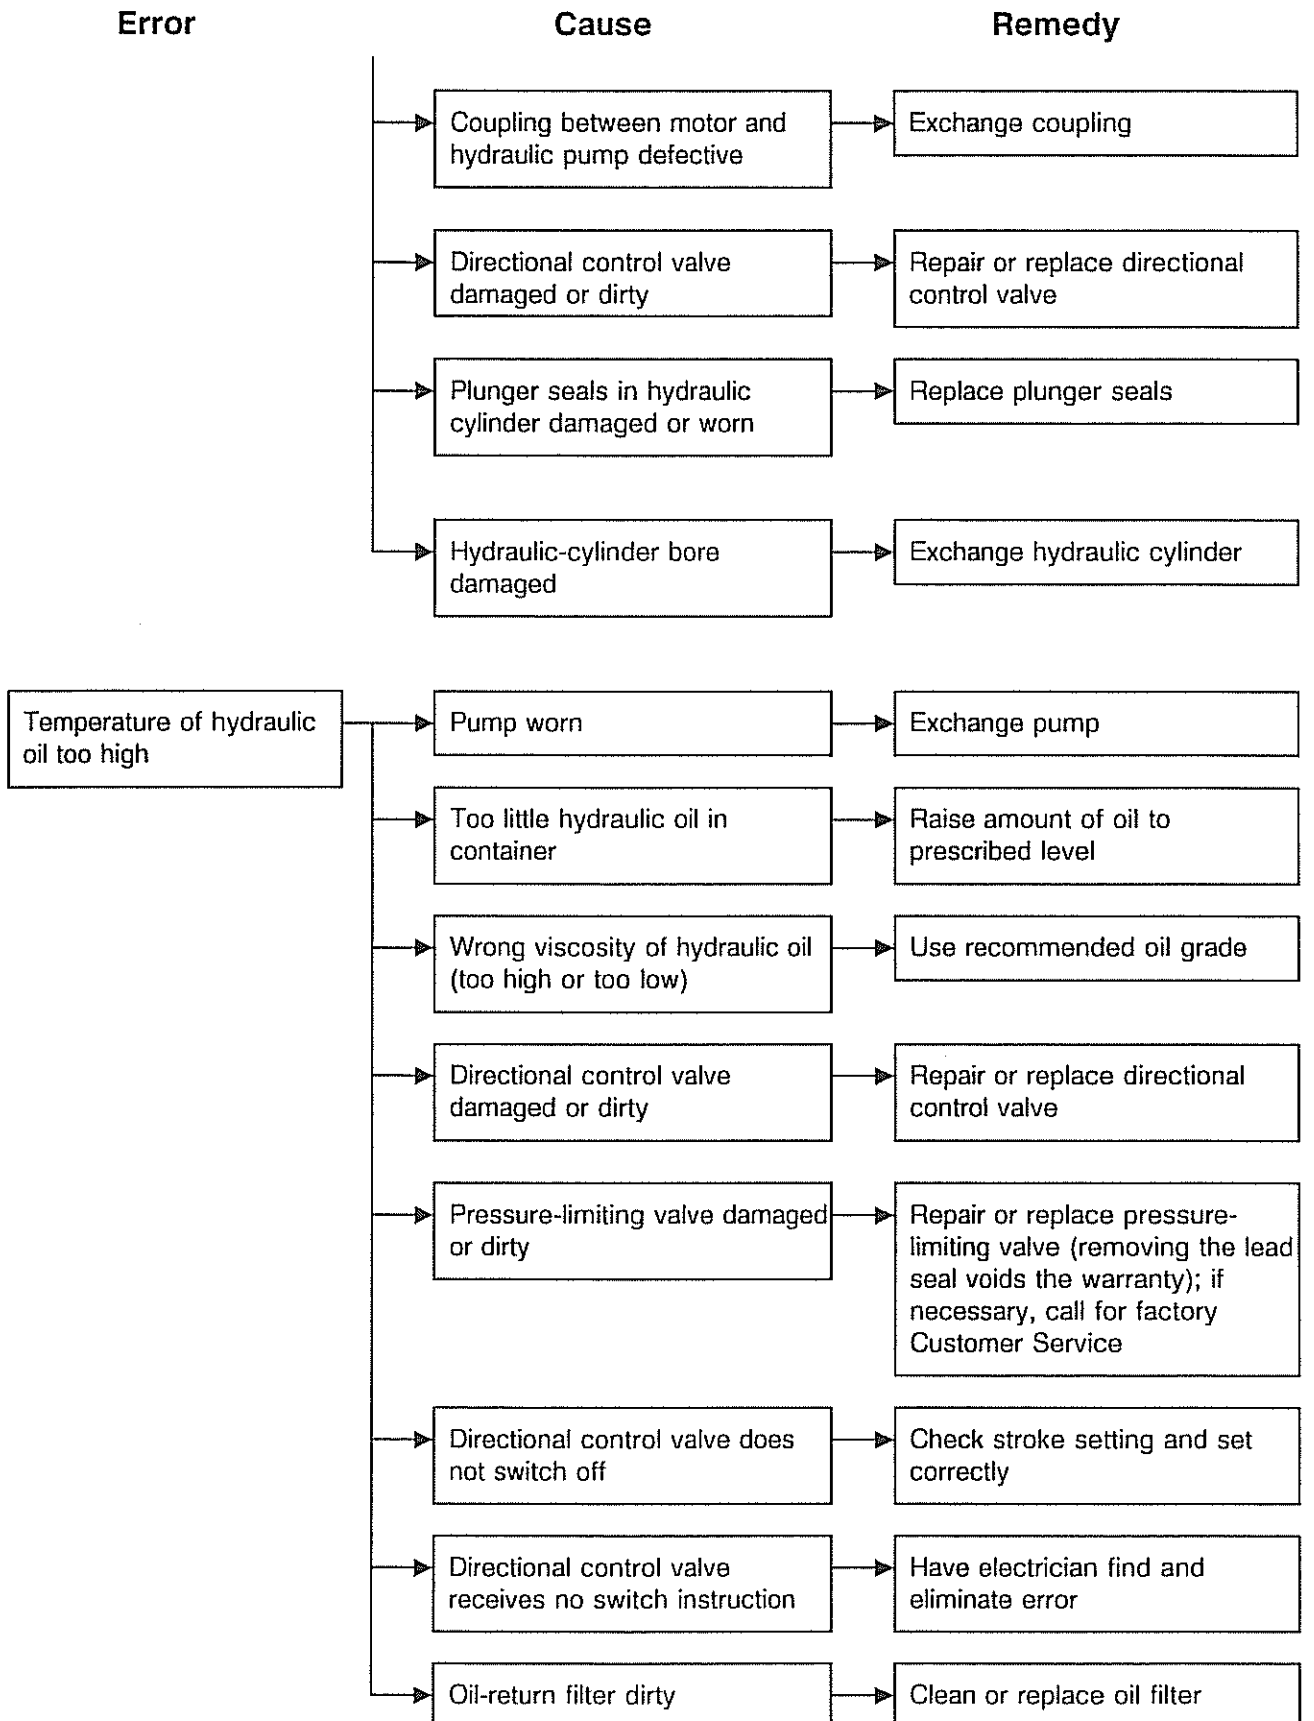 Error Cause Remedy
Coupling between motor and
hydraulic pump defective
Exchange coupling
Directional control valve
damaged or dirty
Repair or replace directional
control valve
Plunger seals in hydraulic
cylinder damaged or worn
Replace plunger seals
Hydraulic-cylinder bore
damaged
Exchange hydraulic cylinder
Temperature of hydraulic
oil too high
Pump worn
Exchange pump
Too little hydraulic oil in
container
Raise amount of oil to
prescribed level
Wrong viscosity of hydraulic oil
(too high or too low)
Use recommended oil grade
Directional control valve
damaged or dirty
Repair or replace directional
control valve
Pressure-limiting valve damaged
or dirty
Repair or replace pressure-
limiting valve (removing the lead
seal voids the warranty); if
necessary, call for factory
Customer Service
Directional control valve does
not switch off
Check stroke setting and set
correctly
Directional control valve
receives no switch instruction
Have electrician find and
eliminate error
Oil-return filter dirty
Clean or replace oil filter